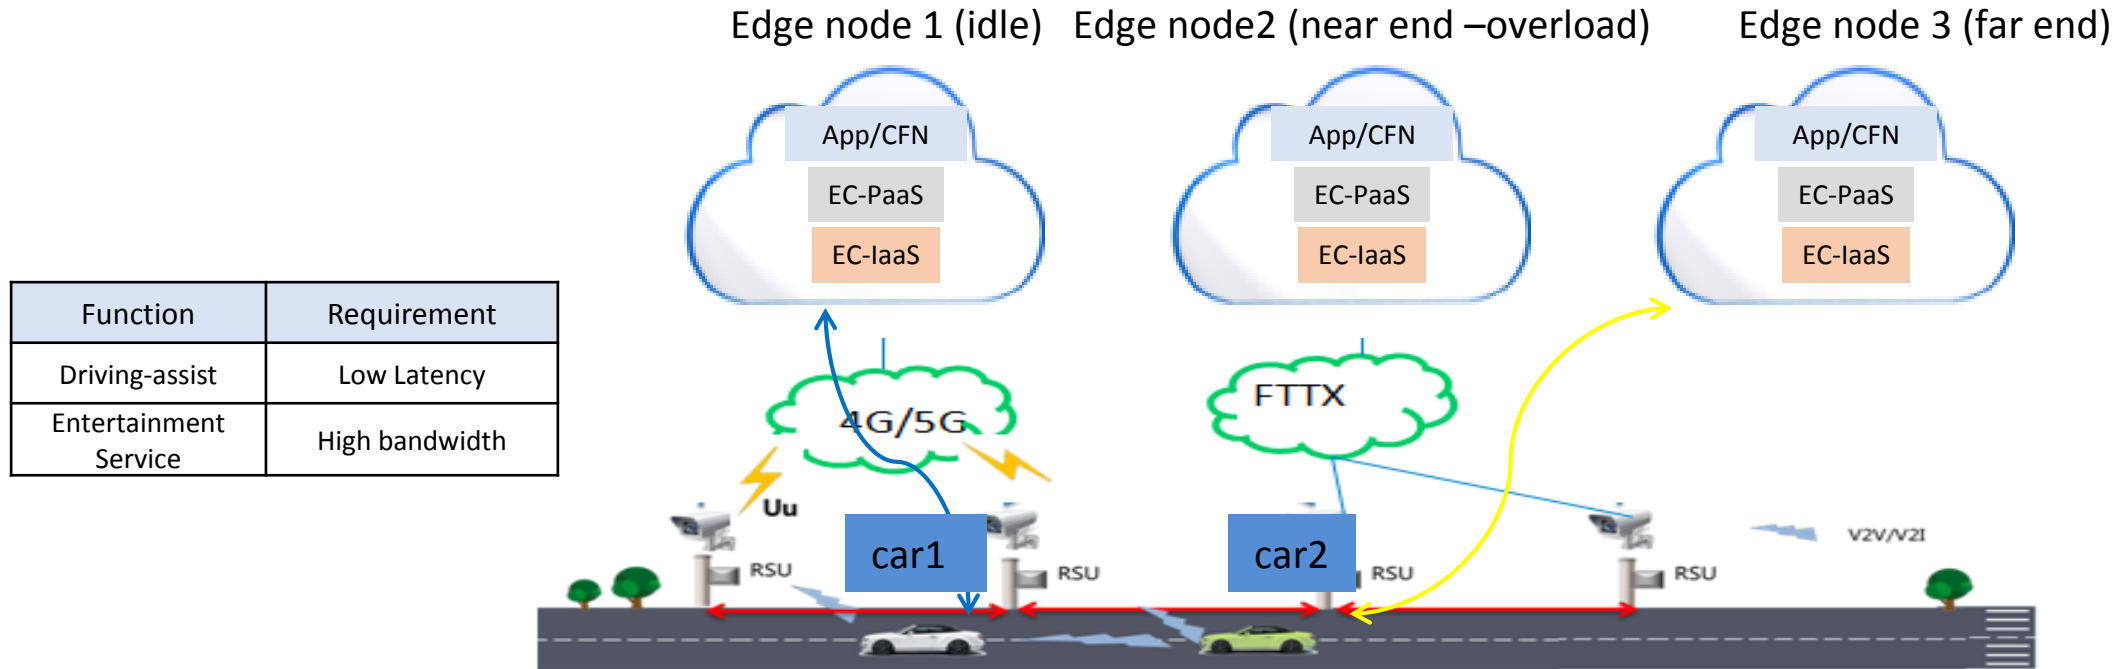 Edge node 1 (idle)
Edge node2 (near end –overload)
Edge node 3 (far end)
App/CFN
App/CFN
App/CFN
EC-PaaS
EC-PaaS
EC-PaaS
EC-IaaS
EC-IaaS
EC-IaaS
Function
Requirement
Driving-assist
Low Latency
Entertainment
Service
High bandwidth
4G/5G
FTTX
Uu
car1
car2
V2V/V2I
RSU
RSU
RSU
RSU